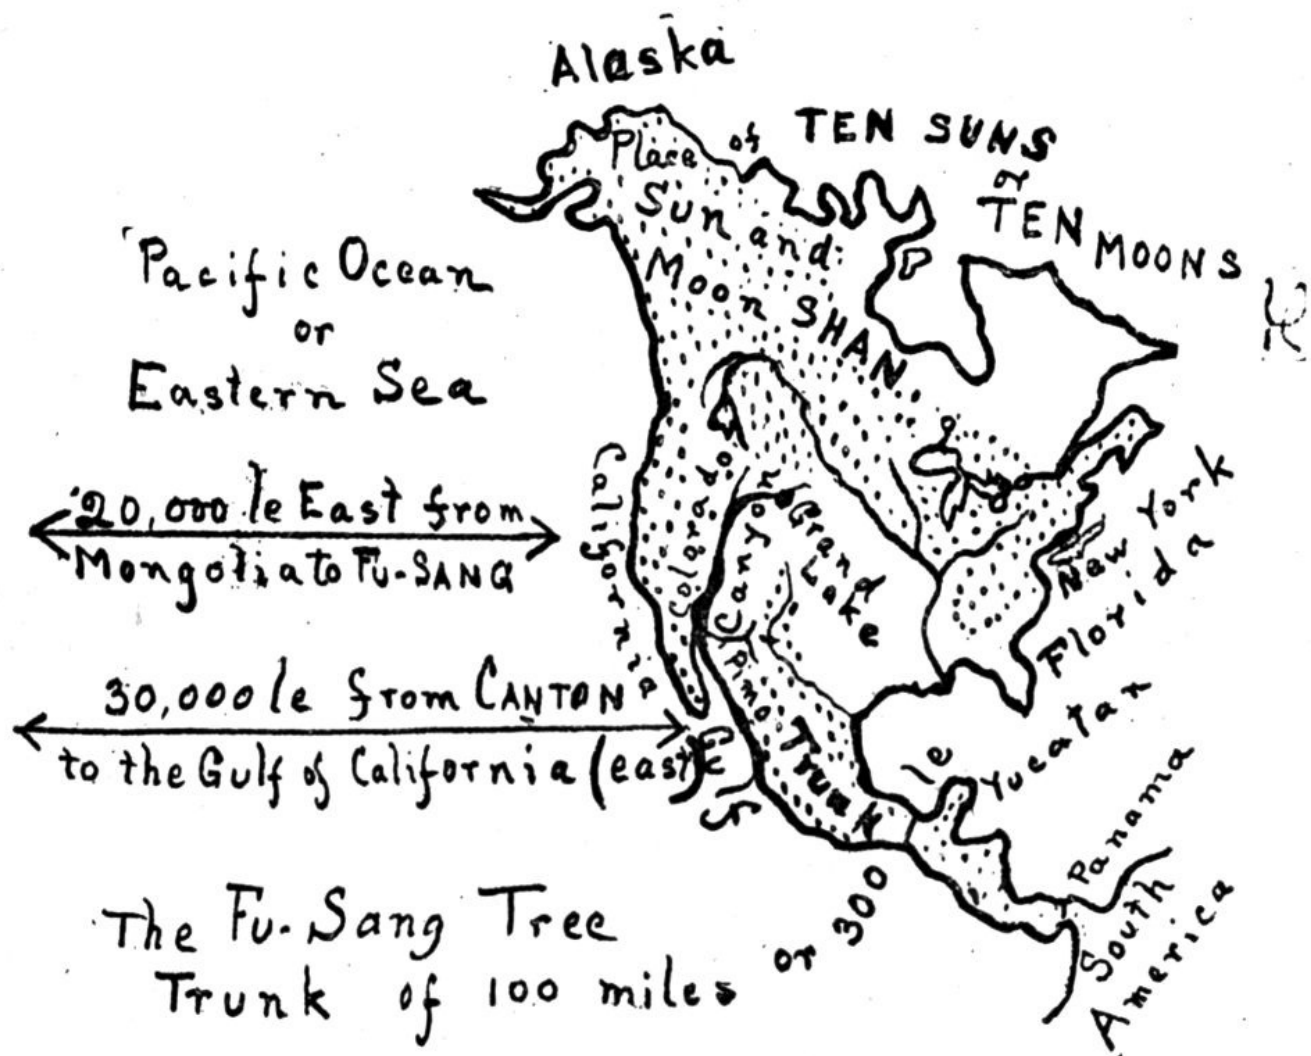 Alaska
Place of TEN SUNS
or
TEN MOONS
Sun and
Moon SHAN
Pacific Ocean
or
Eastern Sea
20,000 le East from
Mongolia to FU-SANG
30,000 le from CANTON
to the Gulf of California (east)
California
Colorado
Canyon
Grand
Lake
Pima
Trunk
New York
Florida
Yucatan
Panama
South
America
The Fu-Sang Tree
Trunk of 100 miles or 300 le